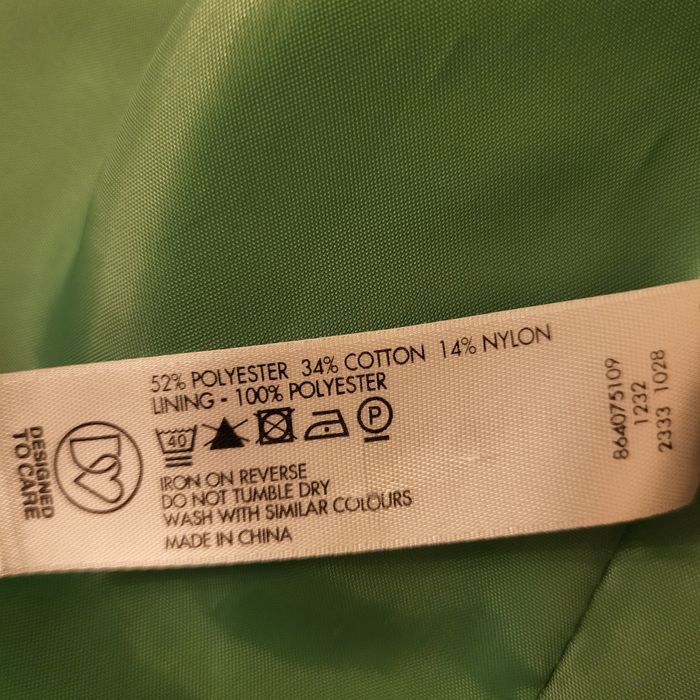 52% POLYESTER 34% COTTON 14% NYLON
LINING - 100% POLYESTER
40
P
IRON ON REVERSE
DO NOT TUMBLE DRY
WASH WITH SIMILAR COLOURS
MADE IN CHINA
DESIGNED
TO CARE
864075109
1232
2333 1028